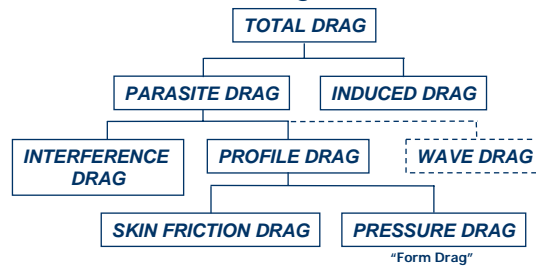 TOTAL DRAG
PARASITE DRAG
INDUCED DRAG
INTERFERENCE
DRAG
PROFILE DRAG
WAVE DRAG
SKIN FRICTION DRAG
PRESSURE DRAG
"Form Drag"